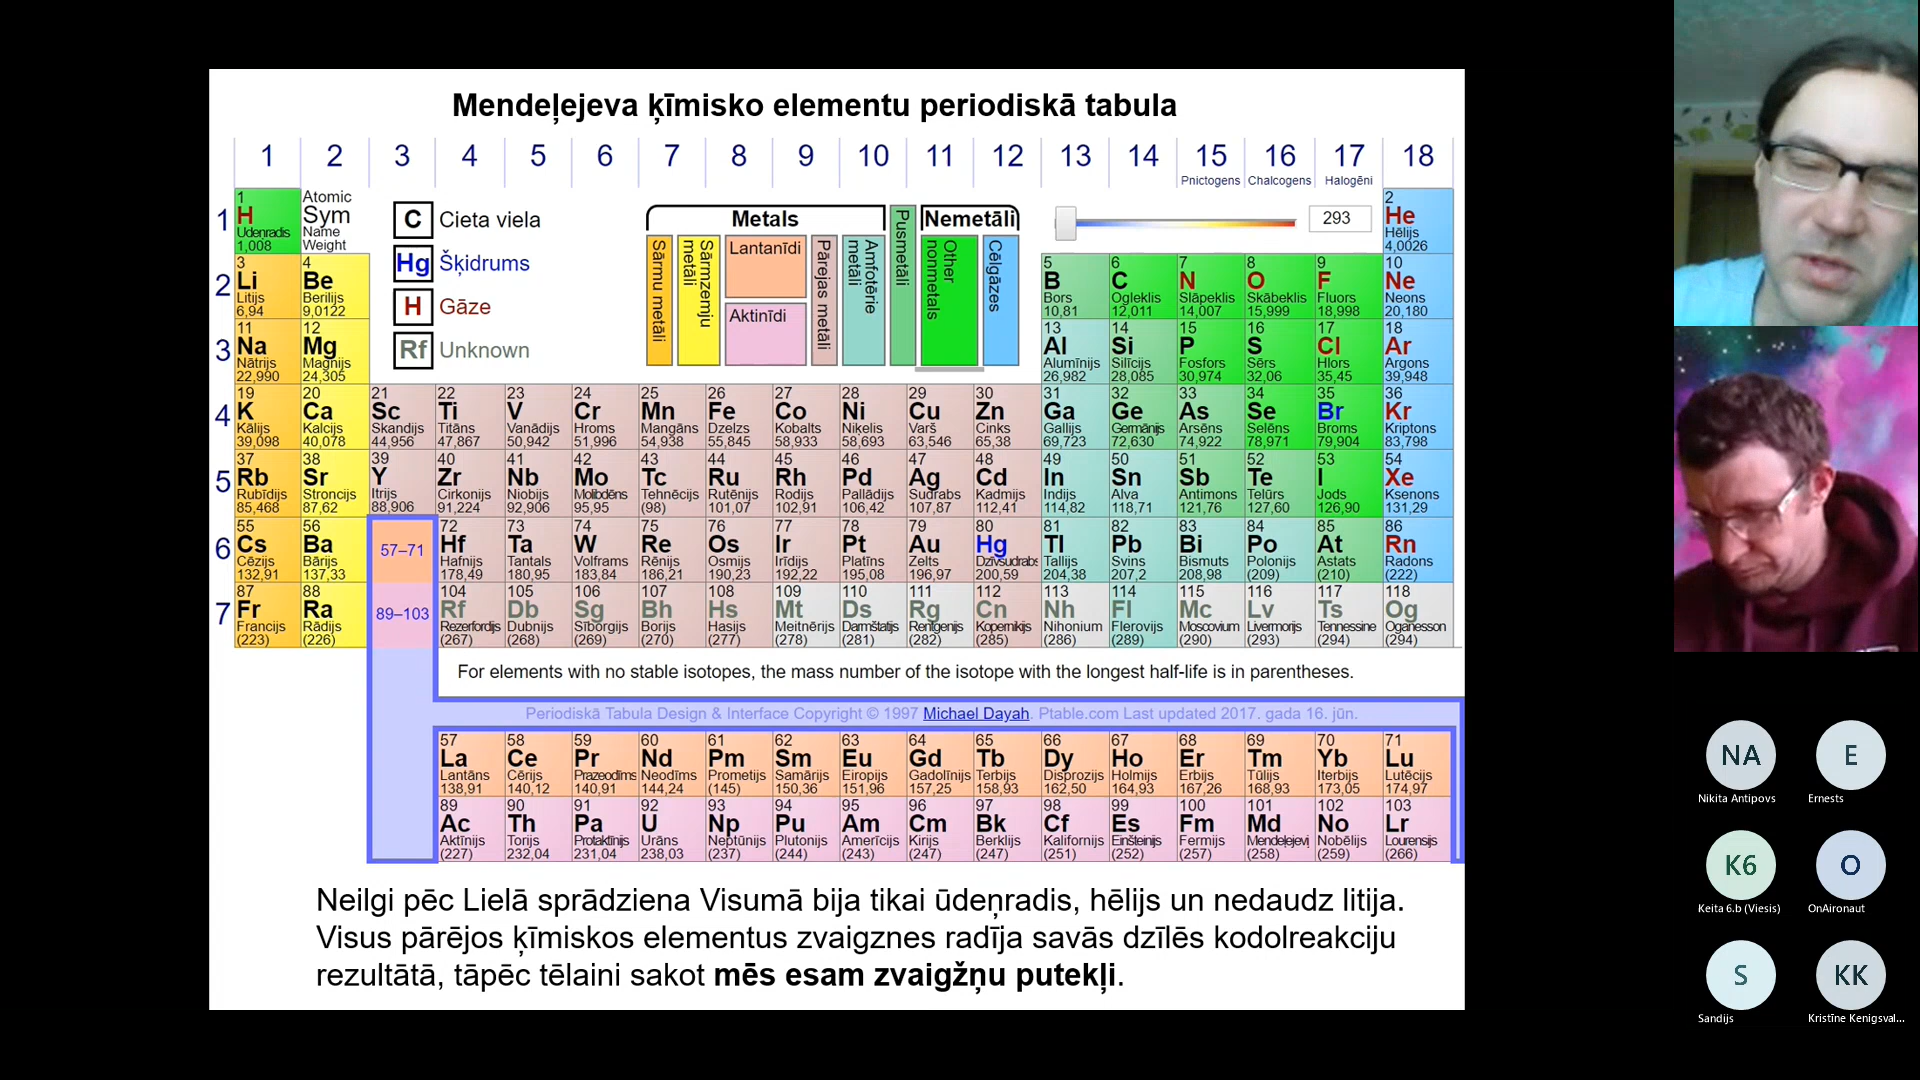 Mendeļejeva ķīmisko elementu periodiskā tabula
1 2 3 4 5 6 7 8 9 10 11 12 13 14 15 16 17 18
Pnictogens Chalcogens Halogēni
1
1
H
Udeņradis
1,008
Atomic
Sym
Name
Weight
C Cieta viela
Hg Šķidrums
H Gāze
Rf Unknown
Metals
Sārmu metāli
Sārmzemju metāli
Lantanīdi
Aktinīdi
Pārejas metāli
Amfotērie metāli
Pusmetāli
Nemetāli
Other nonmetals
Cēlgāzes
293
2
He
Hēlijs
4,0026
2
3 4 5 6 7 8 9 10
Li Be B C N O F Ne
Litijs Berilijs Bors Ogleklis Slāpeklis Skābeklis Fluors Neons
6,94 9,0122 10,81 12,011 14,007 15,999 18,998 20,180
3
11 12 13 14 15 16 17 18
Na Mg Al Si P S Cl Ar
Nātrijs Magnijs Alumīnijs Silīcijs Fosfors Sērs Hlors Argons
22,990 24,305 26,982 28,085 30,974 32,06 35,45 39,948
4
19 20 21 22 23 24 25 26 27 28 29 30 31 32 33 34 35 36
K Ca Sc Ti V Cr Mn Fe Co Ni Cu Zn Ga Ge As Se Br Kr
Kālijs Kalcijs Skandijs Titāns Vanādijs Hroms Mangāns Dzelzs Kobalts Niķelis Varš Cinks Gallijs Germānijs Arsēns Selēns Broms Kriptons
39,098 40,078 44,956 47,867 50,942 51,996 54,938 55,845 58,933 58,693 63,546 65,38 69,723 72,630 74,922 78,971 79,904 83,798
5
37 38 39 40 41 42 43 44 45 46 47 48 49 50 51 52 53 54
Rb Sr Y Zr Nb Mo Tc Ru Rh Pd Ag Cd In Sn Sb Te I Xe
Rubīdijs Stroncijs Itrijs Cirkonijs Niobijs Molibdēns Tehnēcijs Rutēnijs Rodijs Pallādijs Sudrabs Kadmijs Indijs Alva Antimons Telūrs Jods Ksenons
85,468 87,62 88,906 91,224 92,906 95,95 (98) 101,07 102,91 106,42 107,87 112,41 114,82 118,71 121,76 127,60 126,90 131,29
6
55 56 57–71 72 73 74 75 76 77 78 79 80 81 82 83 84 85 86
Cs Ba Hf Ta W Re Os Ir Pt Au Hg Tl Pb Bi Po At Rn
Cēzijs Bārijs Hafnijs Tantals Volframs Rēnijs Osmijs Irīdijs Platīns Zelts Dzīvsudrabs Tallijs Svins Bismuts Polonijs Astats Radons
132,91 137,33 178,49 180,95 183,84 186,21 190,23 192,22 195,08 196,97 200,59 204,38 207,2 208,98 (209) (210) (222)
7
87 88 89–103 104 105 106 107 108 109 110 111 112 113 114 115 116 117 118
Fr Ra Rf Db Sg Bh Hs Mt Ds Rg Cn Nh Fl Mc Lv Ts Og
Francijs Rādijs Rezerfordijs Dubnijs Sīborgijs Borijs Hasijs Meitnērijs Darmštatijs Rentgenijs Kopernikijs Nihonium Flerovijs Moscovium Livermorijs Tennessine Oganesson
(223) (226) (267) (268) (269) (270) (277) (278) (281) (282) (285) (286) (289) (290) (293) (294) (294)
For elements with no stable isotopes, the mass number of the isotope with the longest half-life is in parentheses.
Periodiskā Tabula Design & Interface Copyright © 1997 Michael Dayah. Ptable.com Last updated 2017. gada 16. jūn.
57 58 59 60 61 62 63 64 65 66 67 68 69 70 71
La Ce Pr Nd Pm Sm Eu Gd Tb Dy Ho Er Tm Yb Lu
Lantāns Cērijs Prazeodīms Neodīms Prometijs Samārijs Eiropijs Gadolīnijs Terbijs Disprozijs Holmijs Erbijs Tūlijs Iterbijs Lutēcijs
138,91 140,12 140,91 144,24 (145) 150,36 151,96 157,25 158,93 162,50 164,93 167,26 168,93 173,05 174,97
89 90 91 92 93 94 95 96 97 98 99 100 101 102 103
Ac Th Pa U Np Pu Am Cm Bk Cf Es Fm Md No Lr
Aktīnijs Torijs Protaktīnijs Urāns Neptūnijs Plutonijs Amerīcijs Kirijs Berklijs Kalifornijs Einšteinijs Fermijs Mendeļejevij Nobēlijs Lourensijs
(227) 232,04 231,04 238,03 (237) (244) (243) (247) (247) (251) (252) (257) (258) (259) (266)
Neilgi pēc Lielā sprādziena Visumā bija tikai ūdeņradis, hēlijs un nedaudz litija.
Visus pārējos ķīmiskos elementus zvaigznes radīja savās dzīlēs kodolreakciju
rezultātā, tāpēc tēlaini sakot mēs esam zvaigžņu putekļi.
NA E
Nikita Antipovs Ernests
K6 O
Keita 6.b (Viesis) OnAironaut
S KK
Sandijs Kristīne Kenigsval...